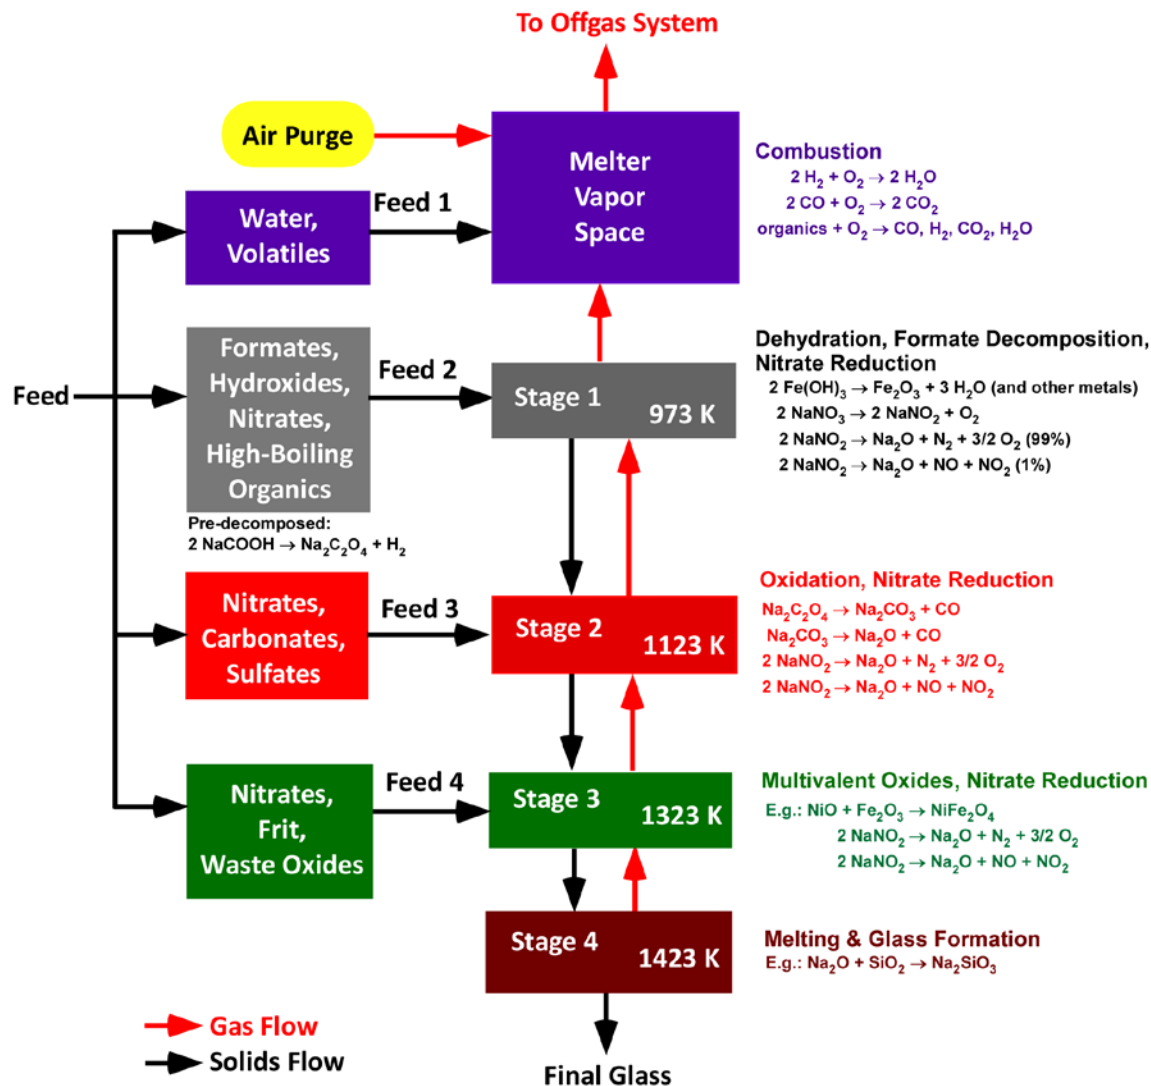 To Offgas System
Air Purge
Melter
Vapor
Space
Combustion
2 H₂ + O₂ → 2 H₂O
2 CO + O₂ → 2 CO₂
organics + O₂ → CO, H₂, CO₂, H₂O
Water,
Volatiles
Feed 1
Feed
Formates,
Hydroxides,
Nitrates,
High-Boiling
Organics
Feed 2
Stage 1
973 K
Dehydration, Formate Decomposition,
Nitrate Reduction
2 Fe(OH)₃ → Fe₂O₃ + 3 H₂O (and other metals)
2 NaNO₃ → 2 NaNO₂ + O₂
2 NaNO₂ → Na₂O + N₂ + 3/2 O₂ (99%)
2 NaNO₂ → Na₂O + NO + NO₂ (1%)
Pre-decomposed:
2 NaCOOH → Na₂C₂O₄ + H₂
Nitrates,
Carbonates,
Sulfates
Feed 3
Stage 2
1123 K
Oxidation, Nitrate Reduction
Na₂C₂O₄ → Na₂CO₃ + CO
Na₂CO₃ → Na₂O + CO
2 NaNO₂ → Na₂O + N₂ + 3/2 O₂
2 NaNO₂ → Na₂O + NO + NO₂
Nitrates,
Frit,
Waste Oxides
Feed 4
Stage 3
1323 K
Multivalent Oxides, Nitrate Reduction
E.g.: NiO + Fe₂O₃ → NiFe₂O₄
2 NaNO₂ → Na₂O + N₂ + 3/2 O₂
2 NaNO₂ → Na₂O + NO + NO₂
Stage 4
1423 K
Melting & Glass Formation
E.g.: Na₂O + SiO₂ → Na₂SiO₃
Gas Flow
Solids Flow
Final Glass